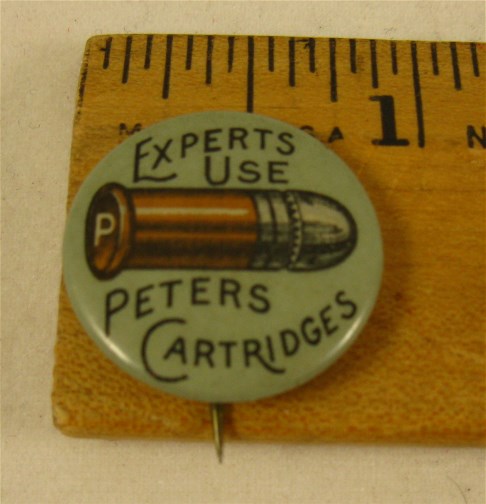 1
EXPERTS
USE
P
PETERS
CARTRIDGES